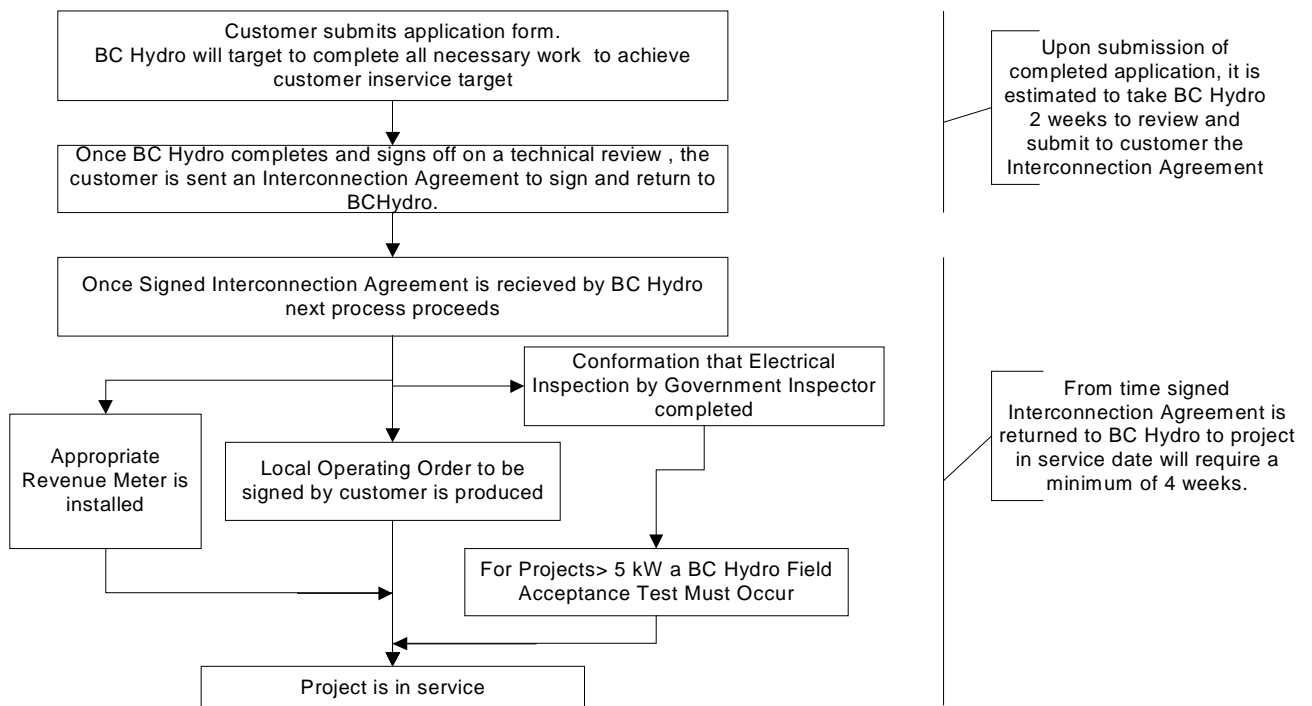 Customer submits application form.
BC Hydro will target to complete all necessary work to achieve
customer inservice target
Upon submission of
completed application, it is
estimated to take BC Hydro
2 weeks to review and
submit to customer the
Interconnection Agreement
Once BC Hydro completes and signs off on a technical review , the
customer is sent an Interconnection Agreement to sign and return to
BCHydro.
Once Signed Interconnection Agreement is recieved by BC Hydro
next process proceeds
Conformation that Electrical
Inspection by Government Inspector
completed
From time signed
Interconnection Agreement is
returned to BC Hydro to project
in service date will require a
minimum of 4 weeks.
Appropriate
Revenue Meter is
installed
Local Operating Order to be
signed by customer is produced
For Projects> 5 kW a BC Hydro Field
Acceptance Test Must Occur
Project is in service